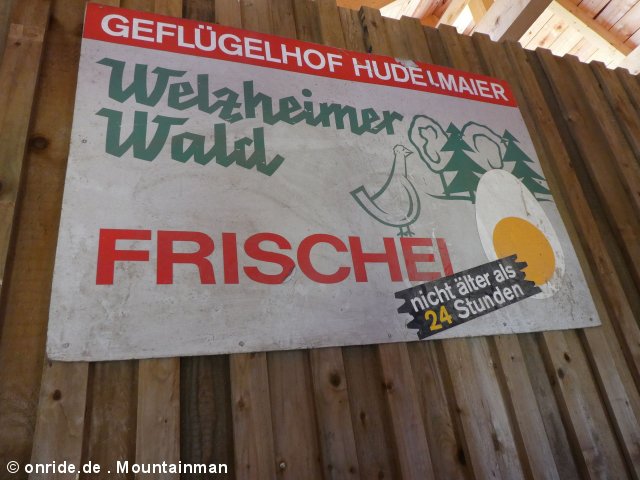 GEFLÜGELHOF HUDELMAIER
Welzheimer
Wald
FRISCHEI
nicht älter als
24 Stunden
© onride.de . Mountainman